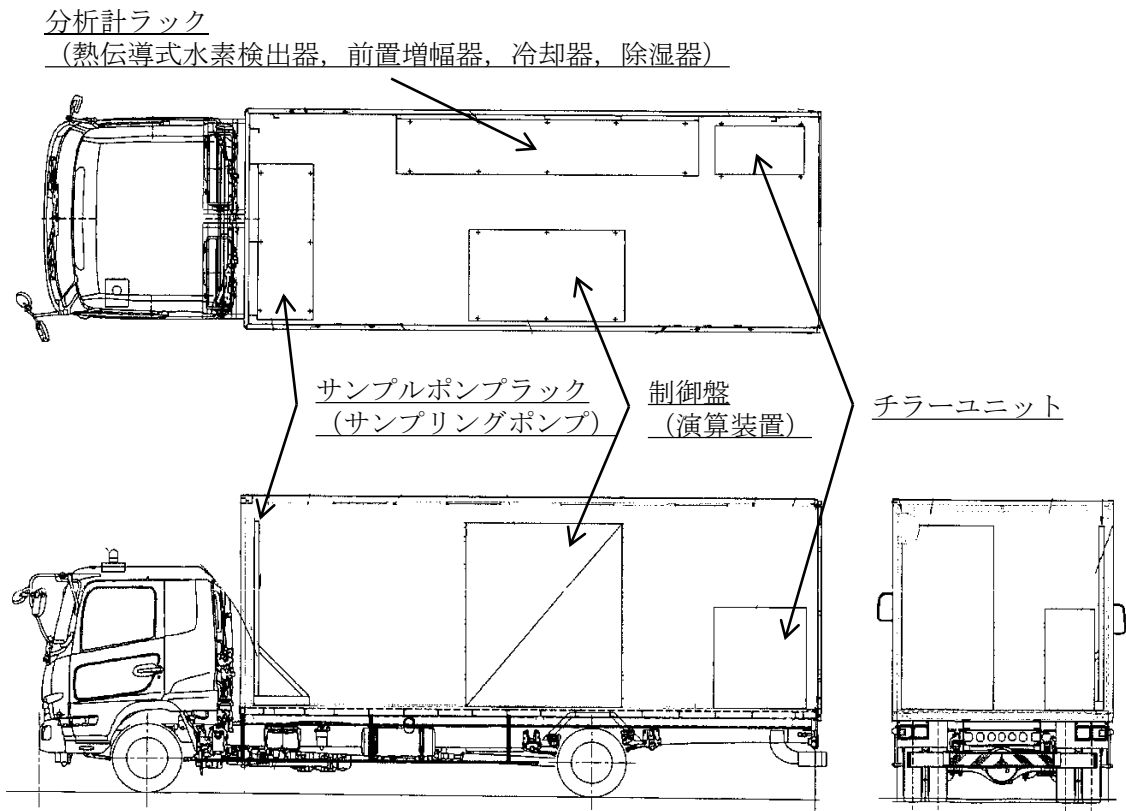 分析計ラック
（熱伝導式水素検出器，前置増幅器，冷却器，除湿器）
サンプルポンプラック
（サンプリングポンプ）
制御盤
（演算装置）
チラーユニット